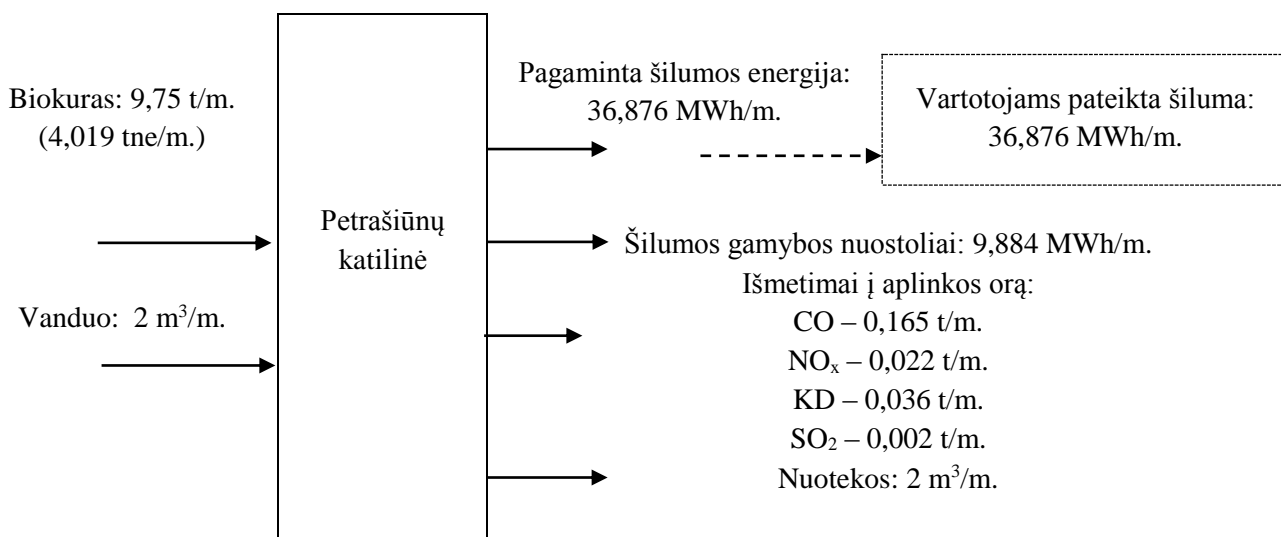 Biokuras: 9,75 t/m.
(4,019 tne/m.)
Vanduo: 2 m³/m.
Petrašiūnų
katilinė
Pagaminta šilumos energija:
36,876 MWh/m.
Vartotojams pateikta šiluma:
36,876 MWh/m.
Šilumos gamybos nuostoliai: 9,884 MWh/m.
Išmetimai į aplinkos orą:
CO – 0,165 t/m.
NOₓ – 0,022 t/m.
KD – 0,036 t/m.
SO₂ – 0,002 t/m.
Nuotekos: 2 m³/m.